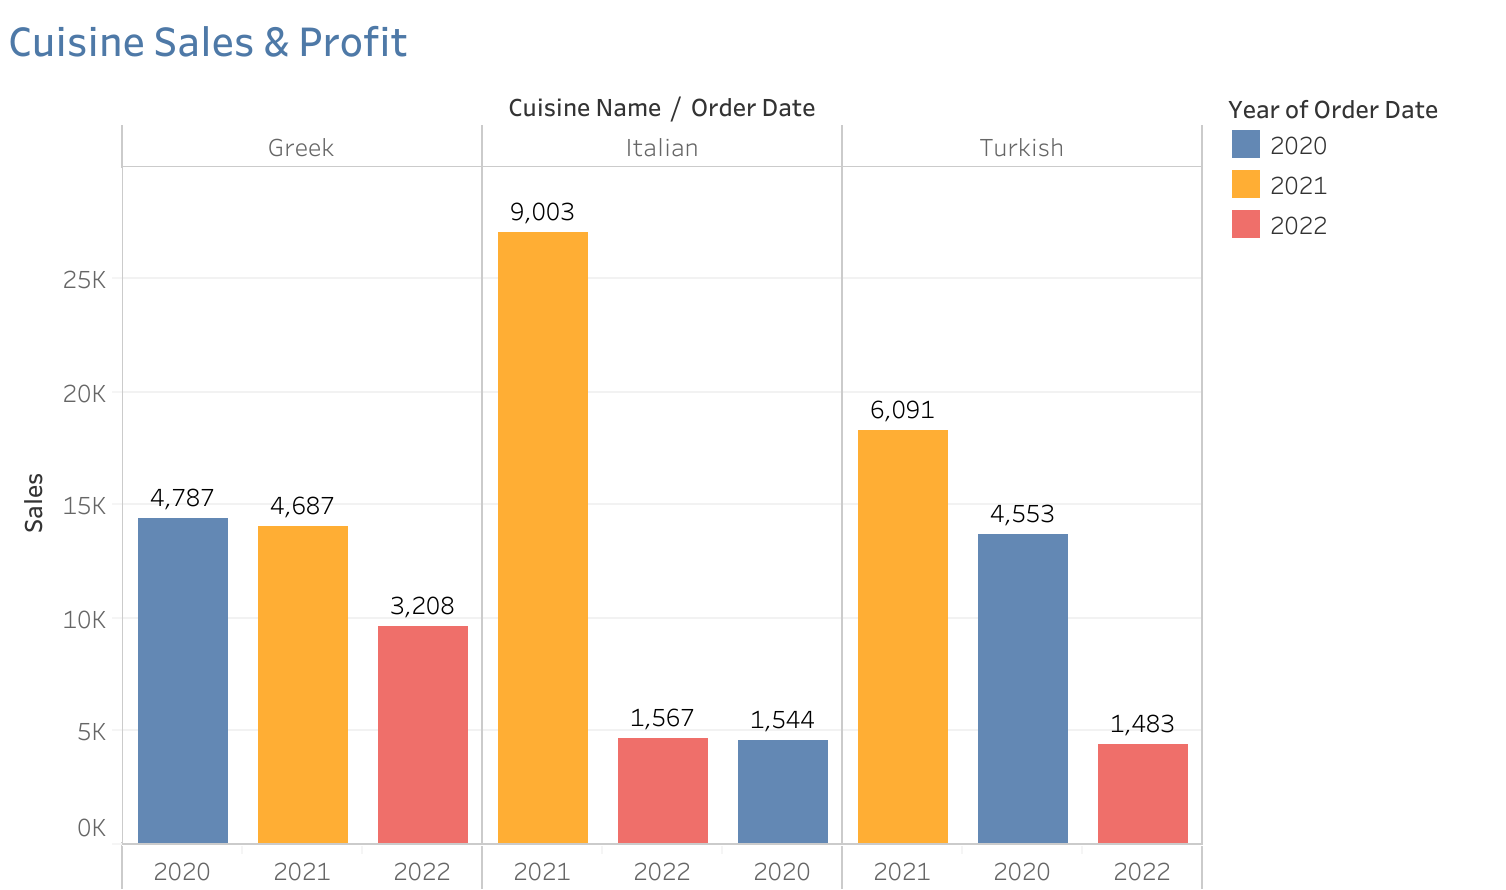 Cuisine Sales & Profit
Cuisine Name / Order Date
Year of Order Date
2020
2021
2022
Greek Italian Turkish
Sales
25K
20K
15K
10K
5K
0K
4,787 4,687 3,208
9,003 1,567 1,544
6,091 4,553 1,483
2020 2021 2022 2021 2022 2020 2021 2020 2022